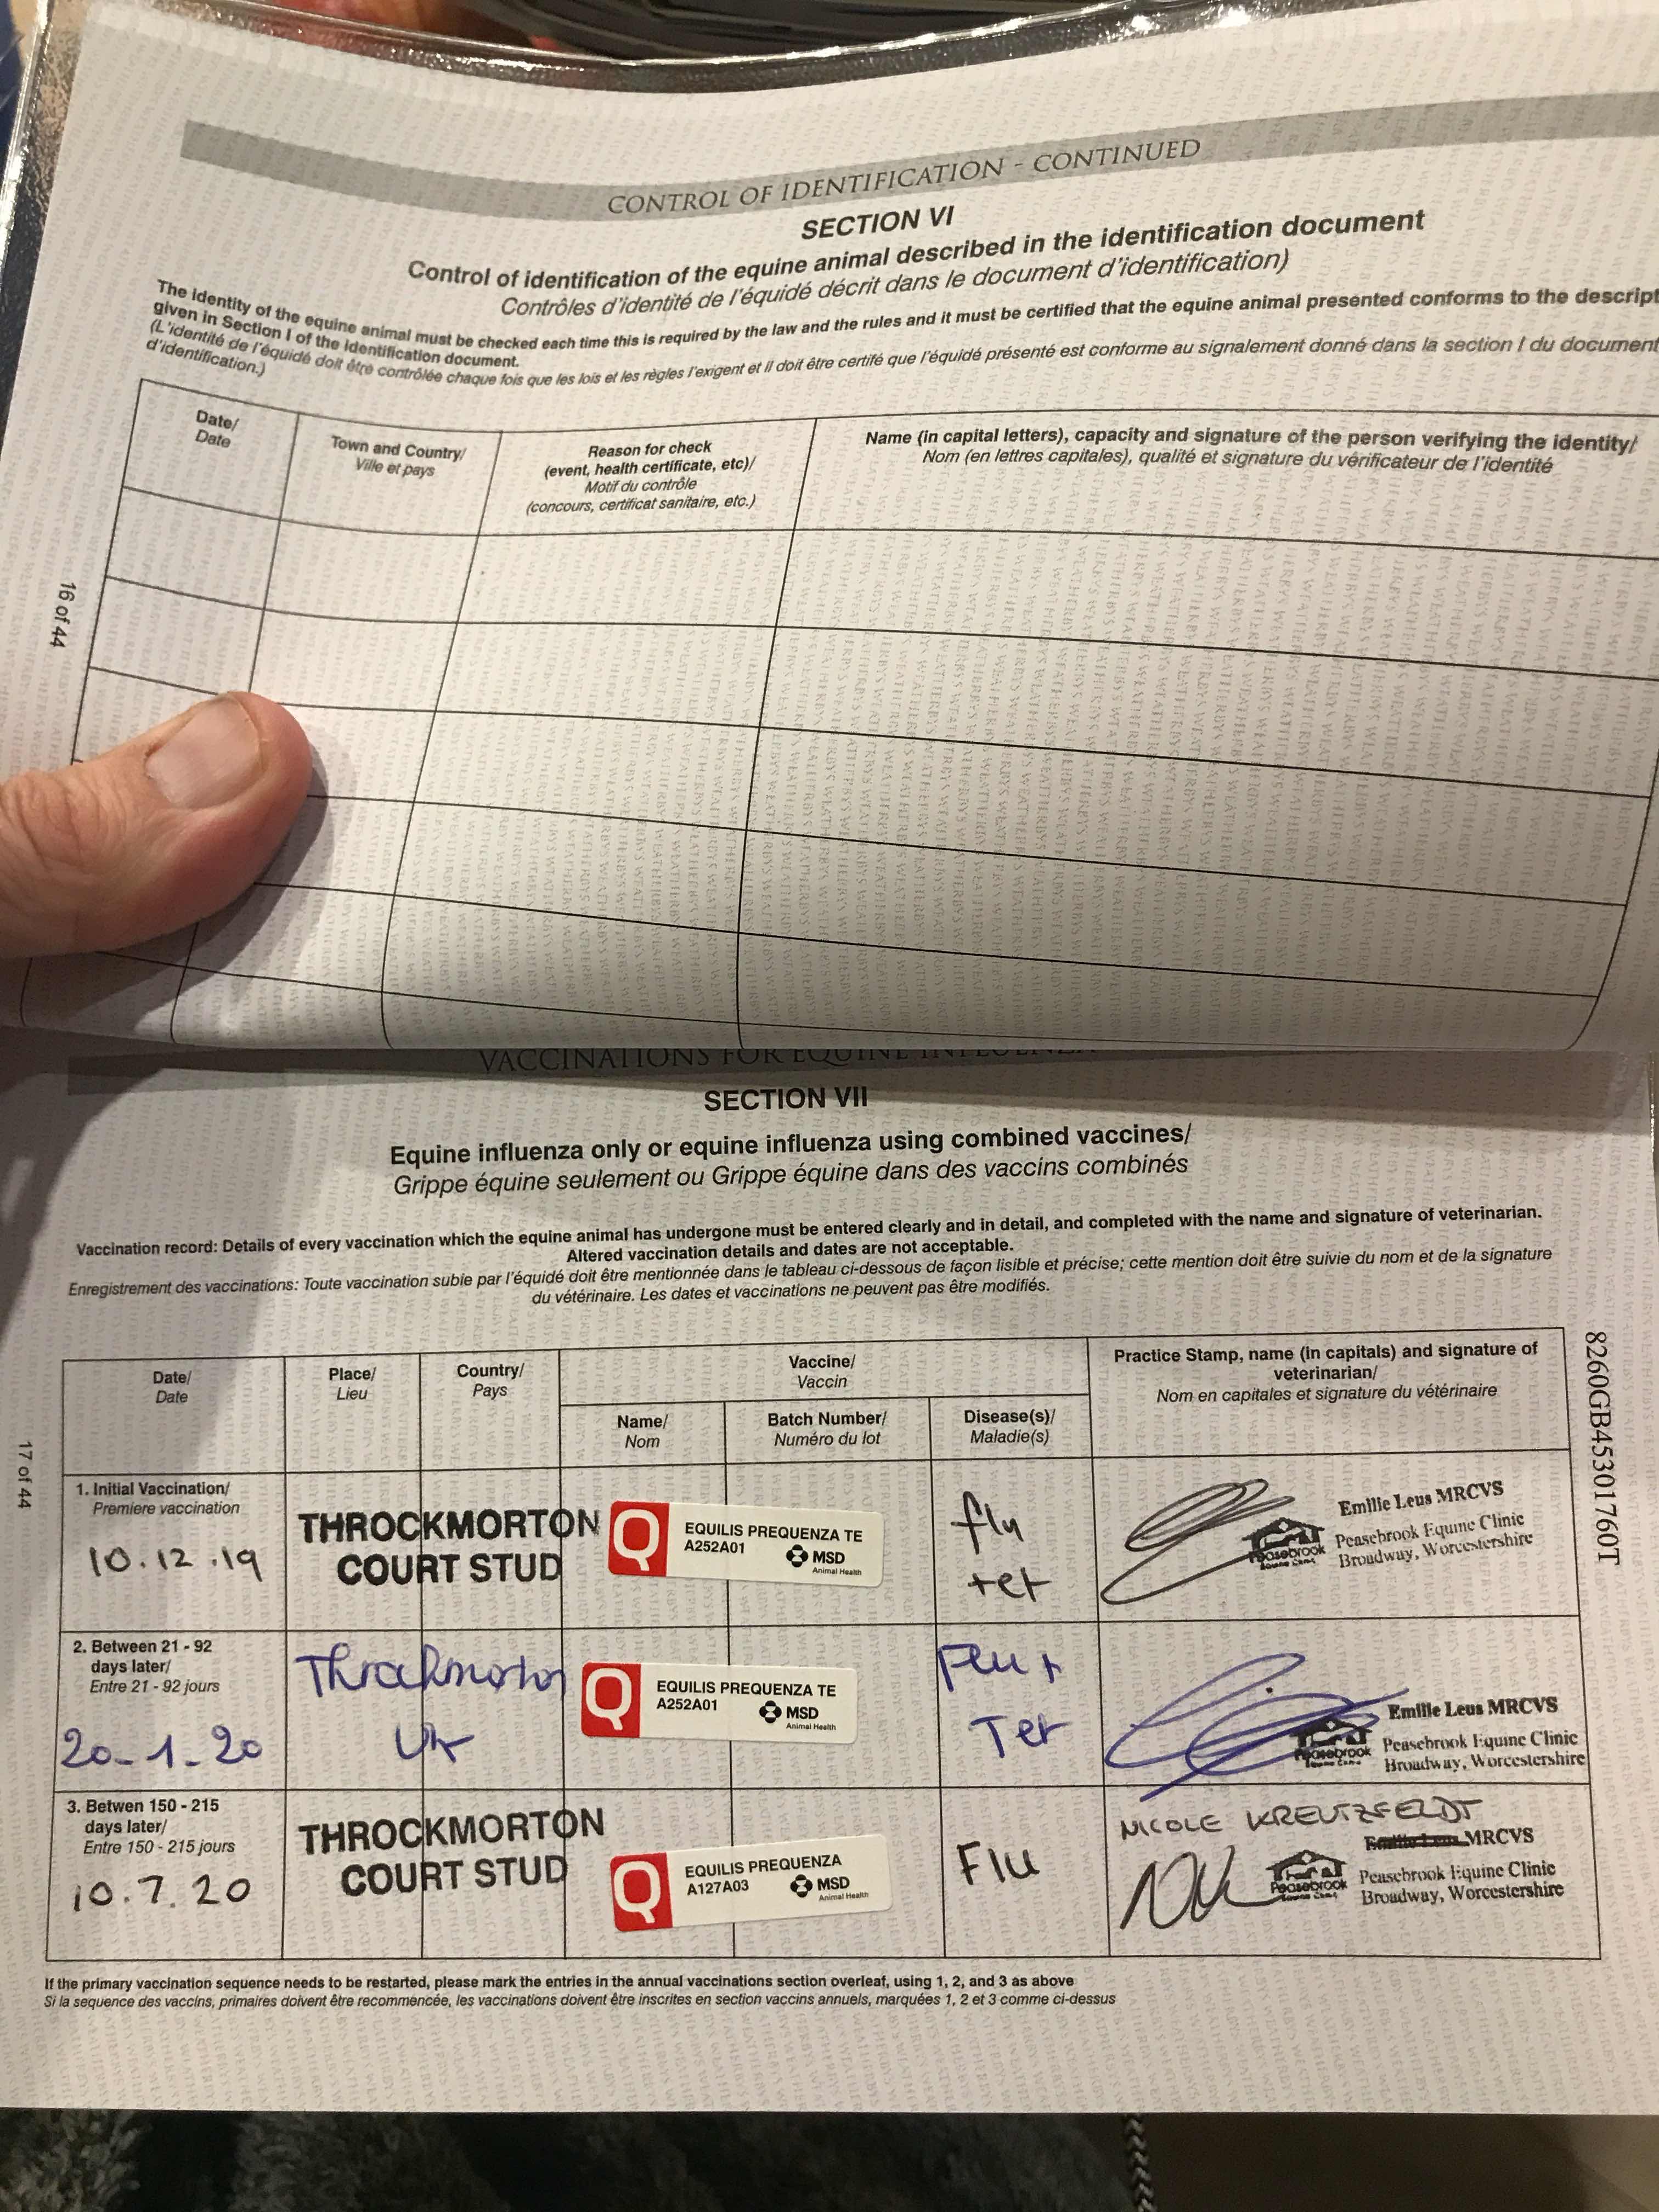 CONTROL OF IDENTIFICATION - CONTINUED
SECTION VI
Control of identification of the equine animal described in the identification document
Contrôles d'identité de l'équidé décrit dans le document d'identification)
The identity of the equine animal must be checked each time this is required by the law and the rules and it must be certified that the equine animal presented conforms to the descript
given in Section I of the identification document.
(L'identité de l'équidé doit être contrôlée chaque fois que les lois et les règles l'exigent et il doit être certifé que l'équidé présenté est conforme au signalement donné dans la section I du document
d'identification.)
Date/
Date
Town and Country/
Ville et pays
Reason for check
(event, health certificate, etc)/
Motif du contrôle
(concours, certificat sanitaire, etc.)
Name (in capital letters), capacity and signature of the person verifying the identity/
Nom (en lettres capitales), qualité et signature du vérificateur de l'identité
16 of 44
VACCINATIONS FOR EQUINE INFLUENZA
SECTION VII
Equine influenza only or equine influenza using combined vaccines/
Grippe équine seulement ou Grippe équine dans des vaccins combinés
Vaccination record: Details of every vaccination which the equine animal has undergone must be entered clearly and in detail, and completed with the name and signature of veterinarian.
Altered vaccination details and dates are not acceptable.
Enregistrement des vaccinations: Toute vaccination subie par l'équidé doit être mentionnée dans le tableau ci-dessous de façon lisible et précise; cette mention doit être suivie du nom et de la signature
du vétérinaire. Les dates et vaccinations ne peuvent pas être modifiés.
Date/
Date
Place/
Lieu
Country/
Pays
Vaccine/
Vaccin
Name/
Nom
Batch Number/
Numéro du lot
Disease(s)/
Maladie(s)
Practice Stamp, name (in capitals) and signature of
veterinarian/
Nom en capitales et signature du vétérinaire
1. Initial Vaccination/
Premiere vaccination
10.12.19
THROCKMORTON
COURT STUD
Q
EQUILIS PREQUENZA TE
A252A01
MSD
Animal Health
flu
tet
Peasebrook
Emilie Leus MRCVS
Peasebrook Equine Clinic
Broadway, Worcestershire
2. Between 21 - 92
days later/
Entre 21 - 92 jours
20-1-20
Throckmorton
UK
Q
EQUILIS PREQUENZA TE
A252A01
MSD
Animal Health
Flu +
Tet
Peasebrook
Emilie Leus MRCVS
Peasebrook Equine Clinic
Broadway, Worcestershire
3. Betwen 150 - 215
days later/
Entre 150 - 215 jours
10.7.20
THROCKMORTON
COURT STUD
Q
EQUILIS PREQUENZA
A127A03
MSD
Animal Health
Flu
NICOLE KREUTZFELDT
Emilie Leus MRCVS
Peasebrook
Peasebrook Equine Clinic
Broadway, Worcestershire
If the primary vaccination sequence needs to be restarted, please mark the entries in the annual vaccinations section overleaf, using 1, 2, and 3 as above
Si la sequence des vaccins, primaires doivent être recommencée, les vaccinations doivent être inscrites en section vaccins annuels, marquées 1, 2 et 3 comme ci-dessus
17 of 44
8260GB45301760T